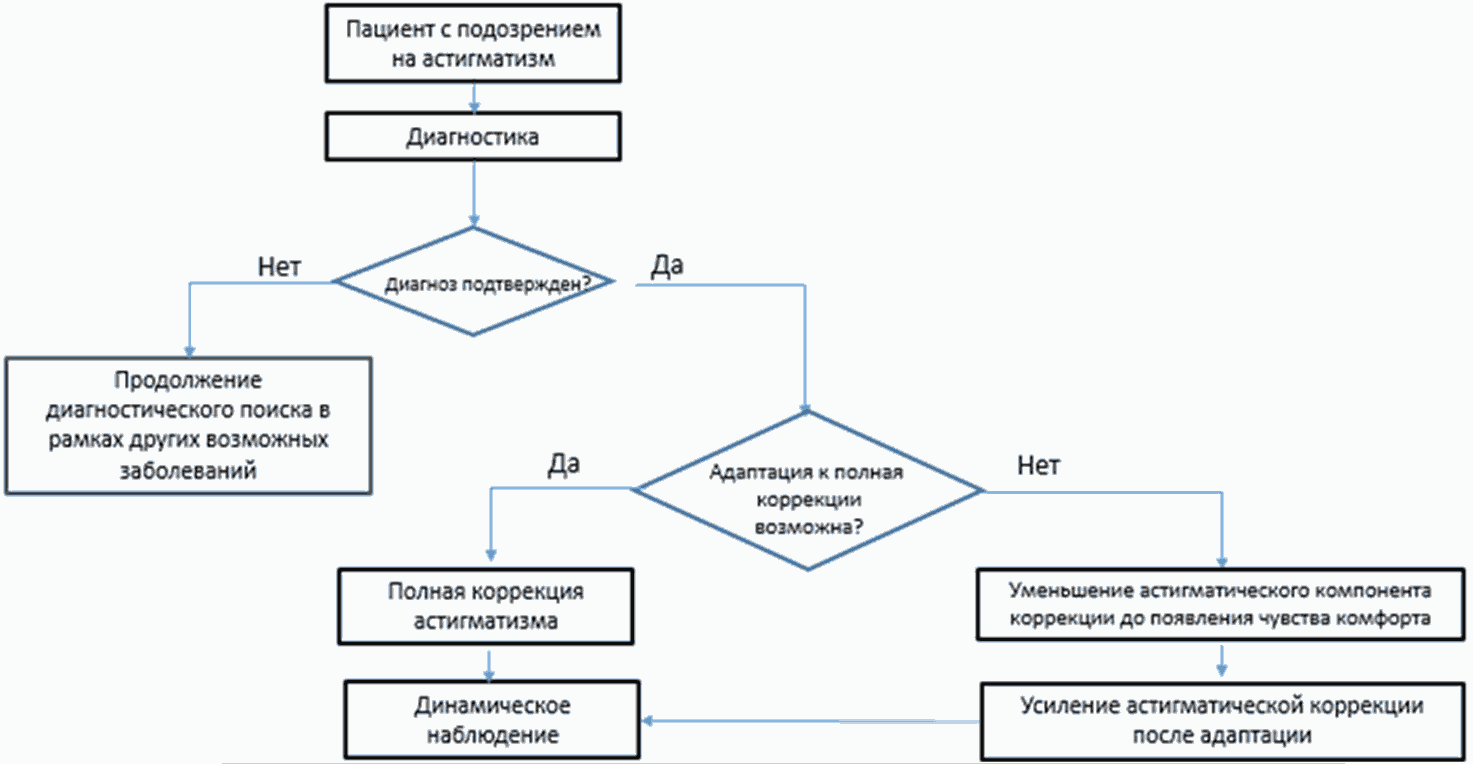 Пациент с подозрением
на астигматизм
Диагностика
Нет
Да
Диагноз подтвержден?
Продолжение
диагностического поиска в
рамках других возможных
заболеваний
Да
Нет
Адаптация к полная
коррекции
возможна?
Полная коррекция
астигматизма
Уменьшение астигматического компонента
коррекции до появления чувства комфорта
Динамическое
наблюдение
Усиление астигматической коррекции
после адаптации